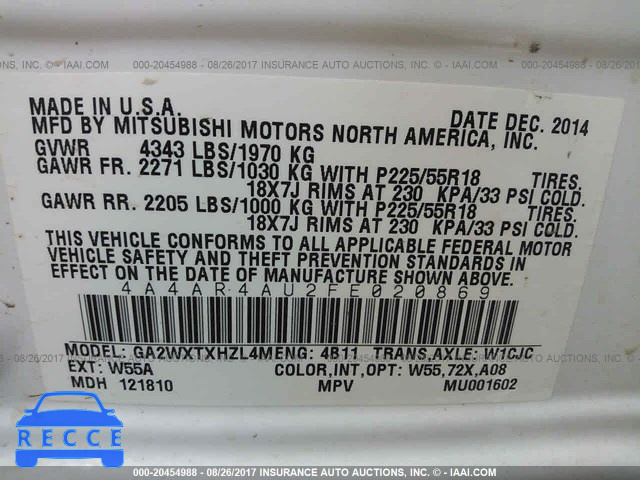 000-20454988 - 08/26/2017 INSURANCE AUTO AUCTIONS, INC. - © IAAI.COM
MADE IN U.S.A. DATE DEC. 2014
MFD BY MITSUBISHI MOTORS NORTH AMERICA, INC.
GVWR 4343 LBS/1970 KG
GAWR FR. 2271 LBS/1030 KG WITH P225/55R18 TIRES,
18X7J RIMS AT 230 KPA/33 PSI COLD.
GAWR RR. 2205 LBS/1000 KG WITH P225/55R18 TIRES,
18X7J RIMS AT 230 KPA/33 PSI COLD.
THIS VEHICLE CONFORMS TO ALL APPLICABLE FEDERAL MOTOR
VEHICLE SAFETY AND THEFT PREVENTION STANDARDS IN
EFFECT ON THE DATE OF MANUFACTURE SHOWN ABOVE.
4A4AR4AU2FE020869
MODEL: GA2WXTXHZL4M ENG: 4B11 TRANS,AXLE: W1CJC
EXT: W55A COLOR,INT,OPT: W55,72X,A08
MDH 121810 MPV MU001602
RECCE
000-20454988 - 08/26/2017 INSURANCE AUTO AUCTIONS, INC. - © IAAI.COM